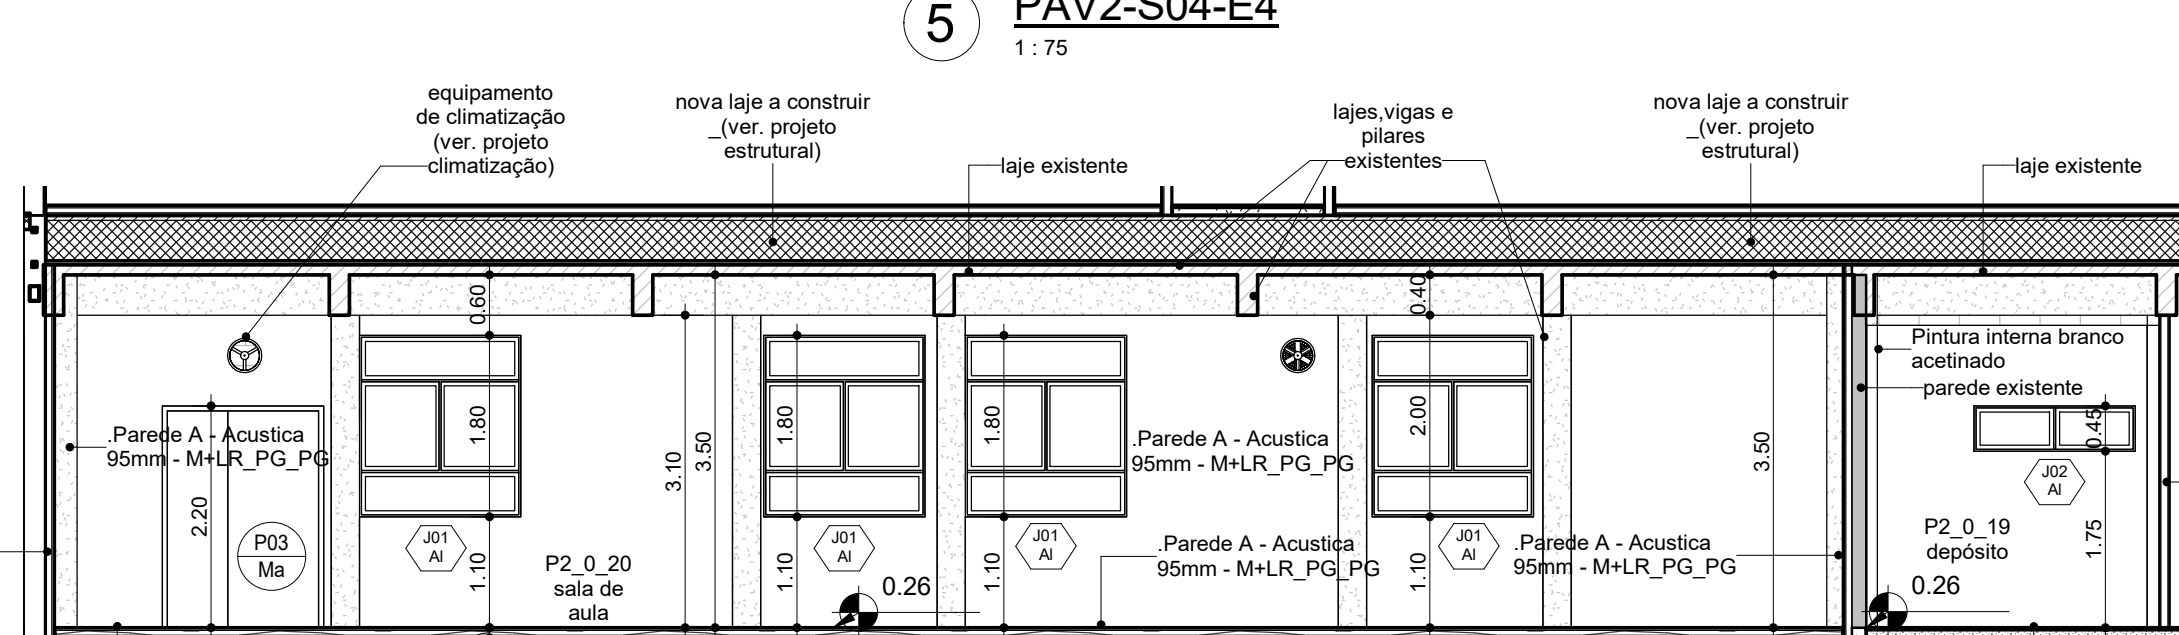 5
PAV2-S04-E4
1 : 75
equipamento
de climatização
(ver. projeto
climatização)
nova laje a construir
_(ver. projeto
estrutural)
laje existente
lajes,vigas e
pilares
existentes
nova laje a construir
_(ver. projeto
estrutural)
laje existente
0.60
0.40
Pintura interna branco
acetinado
parede existente
.Parede A - Acustica
95mm - M+LR_PG_PG
1.80
3.10
3.50
1.80
1.80
.Parede A - Acustica
95mm - M+LR_PG_PG
2.00
3.50
0.45
2.20
P03
Ma
J01
Al
1.10
P2_0_20
sala de
aula
1.10
J01
Al
0.26
1.10
J01
Al
.Parede A - Acustica
95mm - M+LR_PG_PG
1.10
J01
Al
.Parede A - Acustica
95mm - M+LR_PG_PG
J02
Al
P2_0_19
depósito
1.75
0.26